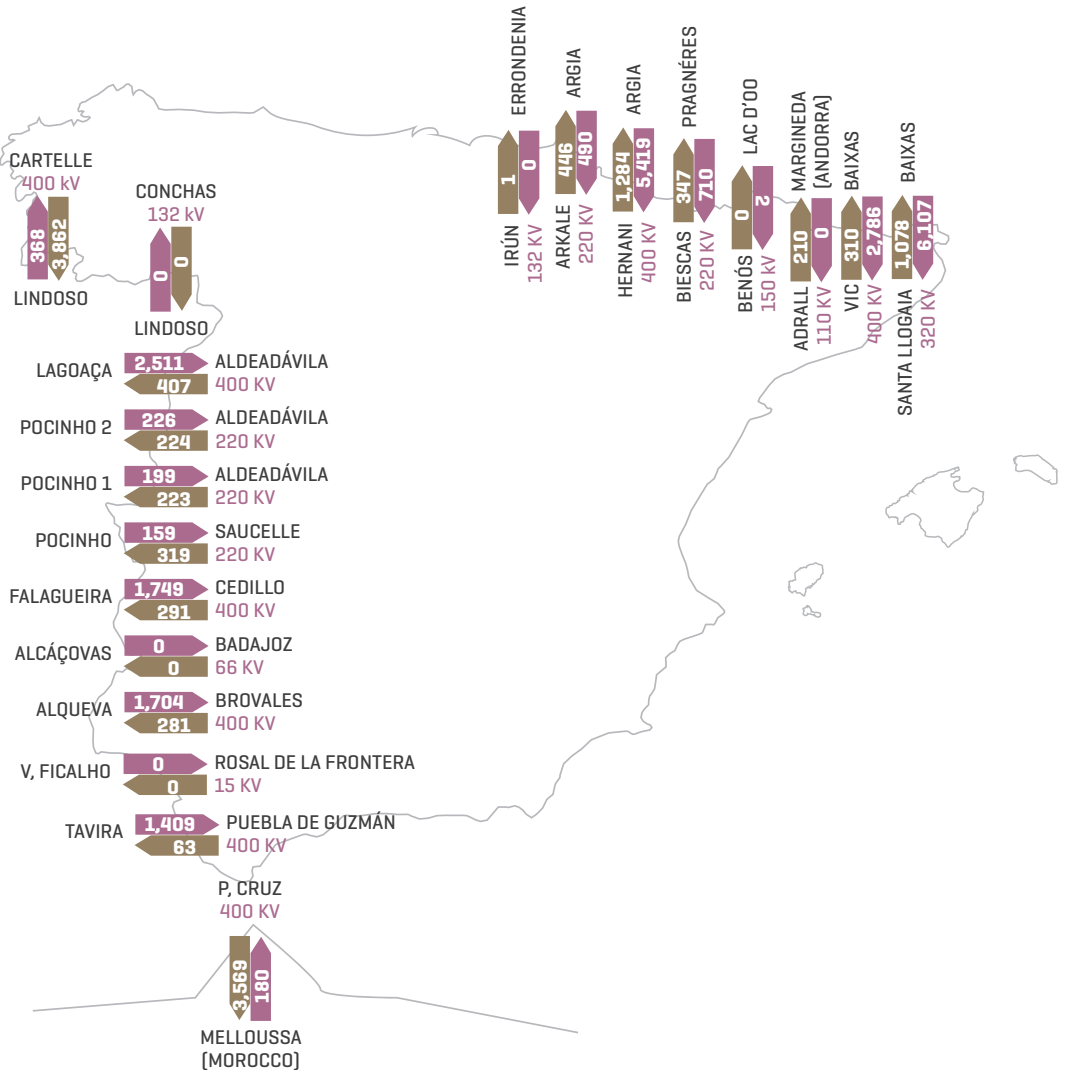 CARTELLE
400 kV
368
3,862
LINDOSO
CONCHAS
132 kV
0
0
LINDOSO
ERRONDENIA
1
0
IRÚN
132 KV
ARGIA
446
490
ARKALE
220 KV
ARGIA
1,284
5,419
HERNANI
400 KV
PRAGNÉRES
347
710
BIESCAS
220 KV
LAC D'OO
0
2
BENÓS
150 kV
MARGINEDA
(ANDORRA)
210
0
ADRALL
110 KV
BAIXAS
310
2,786
VIC
400 KV
BAIXAS
1,078
6,107
SANTA LLOGAIA
320 KV
LAGOAÇA
2,511
ALDEADÁVILA
407
400 KV
POCINHO 2
226
ALDEADÁVILA
224
220 KV
POCINHO 1
199
ALDEADÁVILA
223
220 KV
POCINHO
159
SAUCELLE
319
220 KV
FALAGUEIRA
1,749
CEDILLO
291
400 KV
ALCÁÇOVAS
0
BADAJOZ
0
66 KV
ALQUEVA
1,704
BROVALES
281
400 KV
V, FICALHO
0
ROSAL DE LA FRONTERA
0
15 KV
TAVIRA
1,409
PUEBLA DE GUZMÁN
63
400 KV
P, CRUZ
400 KV
3,569
180
MELLOUSSA
(MOROCCO)